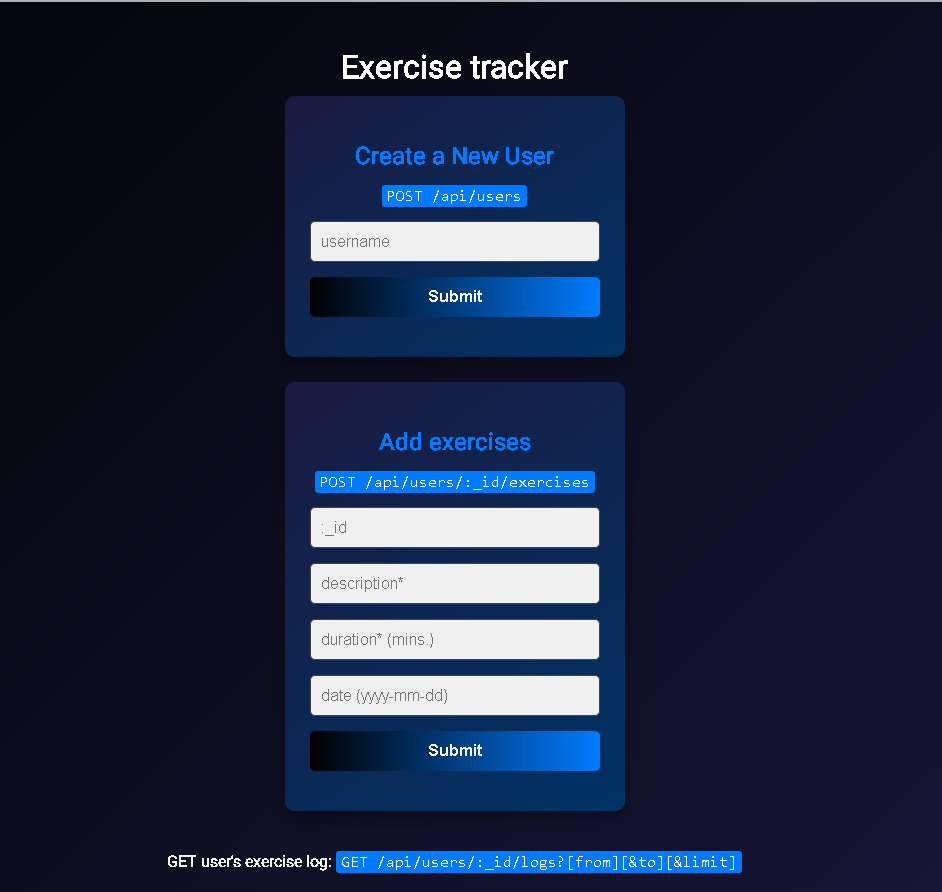 Exercise tracker
Create a New User
POST /api/users
username
Submit
Add exercises
POST /api/users/:_id/exercises
:_id
description*
duration* (mins.)
date (yyyy-mm-dd)
Submit
GET user's exercise log: GET /api/users/:_id/logs?[from][&to][&limit]